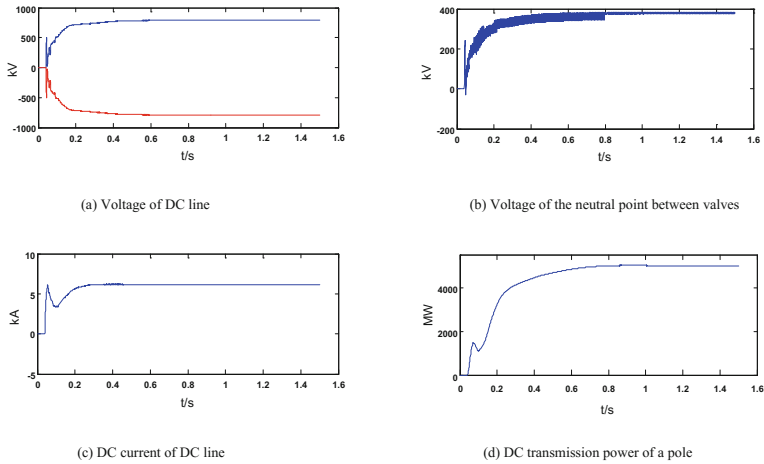 1000
500
0
-500
-1000
kV
0 0.2 0.4 0.6 0.8 1 1.2 1.4 1.6
t/s
(a) Voltage of DC line
400
200
0
-200
kV
0 0.2 0.4 0.6 0.8 1 1.2 1.4 1.6
t/s
(b) Voltage of the neutral point between valves
10
5
0
-5
kA
0 0.2 0.4 0.6 0.8 1 1.2 1.4 1.6
t/s
(c) DC current of DC line
4000
2000
0
MW
0 0.2 0.4 0.6 0.8 1 1.2 1.4 1.6
t/s
(d) DC transmission power of a pole